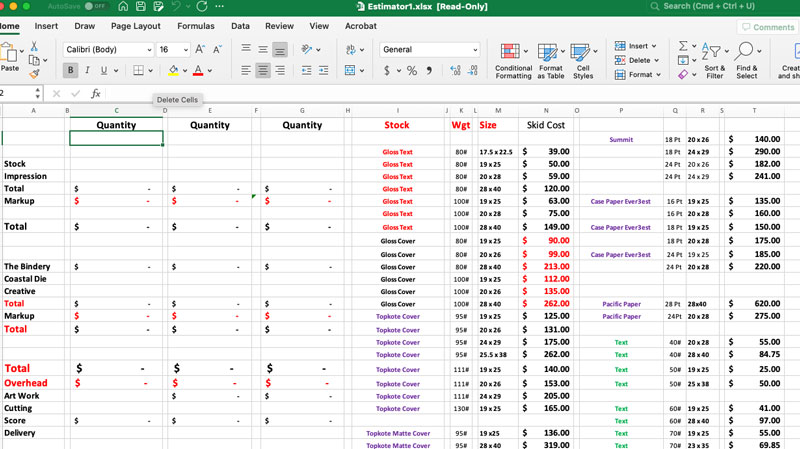 AutoSave OFF Estimator1.xlsx [Read-Only] Search (Cmd + Ctrl + U)
Home Insert Draw Page Layout Formulas Data Review View Acrobat Comments
Paste Calibri (Body) 16 A^ A˅ ab General Insert Σ
B I U A $ % , Conditional Formatting Format as Table Cell Styles Delete Format Sort & Filter Find & Select Create and sha
2 fx Delete Cells
A B C D E F G H I J K L M N O P Q R S T
Quantity Quantity Quantity Stock Wgt Size Skid Cost
Summit 18 Pt 20 x 26 $ 140.00
Gloss Text 80# 17.5 x 22.5 $ 39.00 18 Pt 24 x 29 $ 290.00
Stock Gloss Text 80# 19 x 25 $ 50.00 24 Pt 20 x 26 $ 182.00
Impression Gloss Text 80# 20 x 28 $ 59.00 24 Pt 24 x 29 $ 241.00
Total $ - $ - $ - Gloss Text 80# 28 x 40 $ 120.00
Markup $ - $ - $ - Gloss Text 100# 19 x 25 $ 63.00 Case Paper Ever3est 16 Pt 19 x 25 $ 135.00
Gloss Text 100# 20 x 28 $ 75.00 16 Pt 20 x 28 $ 160.00
Total $ - $ - $ - Gloss Text 100# 28 x 40 $ 149.00 Case Paper Ever3est 18 Pt 19 x 25 $ 150.00
Gloss Cover 80# 19 x 25 $ 90.00 18 Pt 20 x 28 $ 175.00
Gloss Cover 80# 20 x 26 $ 99.00 Case Paper Ever3est 24 Pt 19 x 25 $ 185.00
The Bindery $ - $ - $ - Gloss Cover 80# 28 x 40 $ 213.00 24 Pt 20 x 28 $ 220.00
Coastal Die Gloss Cover 100# 19 x 25 $ 112.00
Creative Gloss Cover 100# 20 x 26 $ 135.00
Total $ - $ - $ - Gloss Cover 100# 28 x 40 $ 262.00 Pacific Paper 28 Pt 28x40 $ 620.00
Markup $ - $ - $ - Topkote Cover 95# 19 x 25 $ 125.00 Pacific Paper 24Pt 20 x 28 $ 275.00
Total $ - $ - $ - Topkote Cover 95# 20 x 26 $ 131.00
Topkote Cover 95# 24 x 29 $ 175.00 Text 40# 20 x 28 $ 55.00
Topkote Cover 95# 25.5 x 38 $ 262.00 Text 40# 28 x 40 $ 84.75
Total $ - $ - $ - Topkote Cover 111# 19 x 25 $ 140.00 Text 50# 19 x 25 $ 25.00
Overhead $ - $ - $ - Topkote Cover 111# 20 x 26 $ 153.00 Text 50# 25 x 38 $ 50.00
Art Work $ - $ - Topkote Cover 111# 24 x 29 $ 205.00
Cutting Topkote Cover 130# 19 x 25 $ 165.00 Text 60# 19 x 25 $ 41.00
Score $ - $ - $ - Text 60# 28 x 40 $ 97.00
Delivery Topkote Matte Cover 95# 19 x25 $ 136.00 Text 70# 19 x 25 $ 55.00
Topkote Matte Cover 95# 28 x 40 $ 319.00 Text 70# 23 x 35 $ 69.85